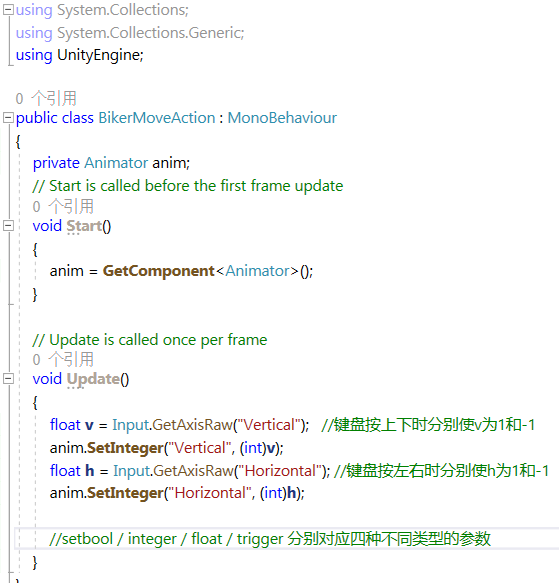 using System.Collections;
using System.Collections.Generic;
using UnityEngine;
0 个引用
public class BikerMoveAction : MonoBehaviour
{
private Animator anim;
// Start is called before the first frame update
0 个引用
void Start()
{
anim = GetComponent<Animator>();
}
// Update is called once per frame
0 个引用
void Update()
{
float v = Input.GetAxisRaw("Vertical"); //键盘按上下时分别使v为1和-1
anim.SetInteger("Vertical", (int)v);
float h = Input.GetAxisRaw("Horizontal"); //键盘按左右时分别使h为1和-1
anim.SetInteger("Horizontal", (int)h);
//setbool / integer / float / trigger 分别对应四种不同类型的参数
}
}